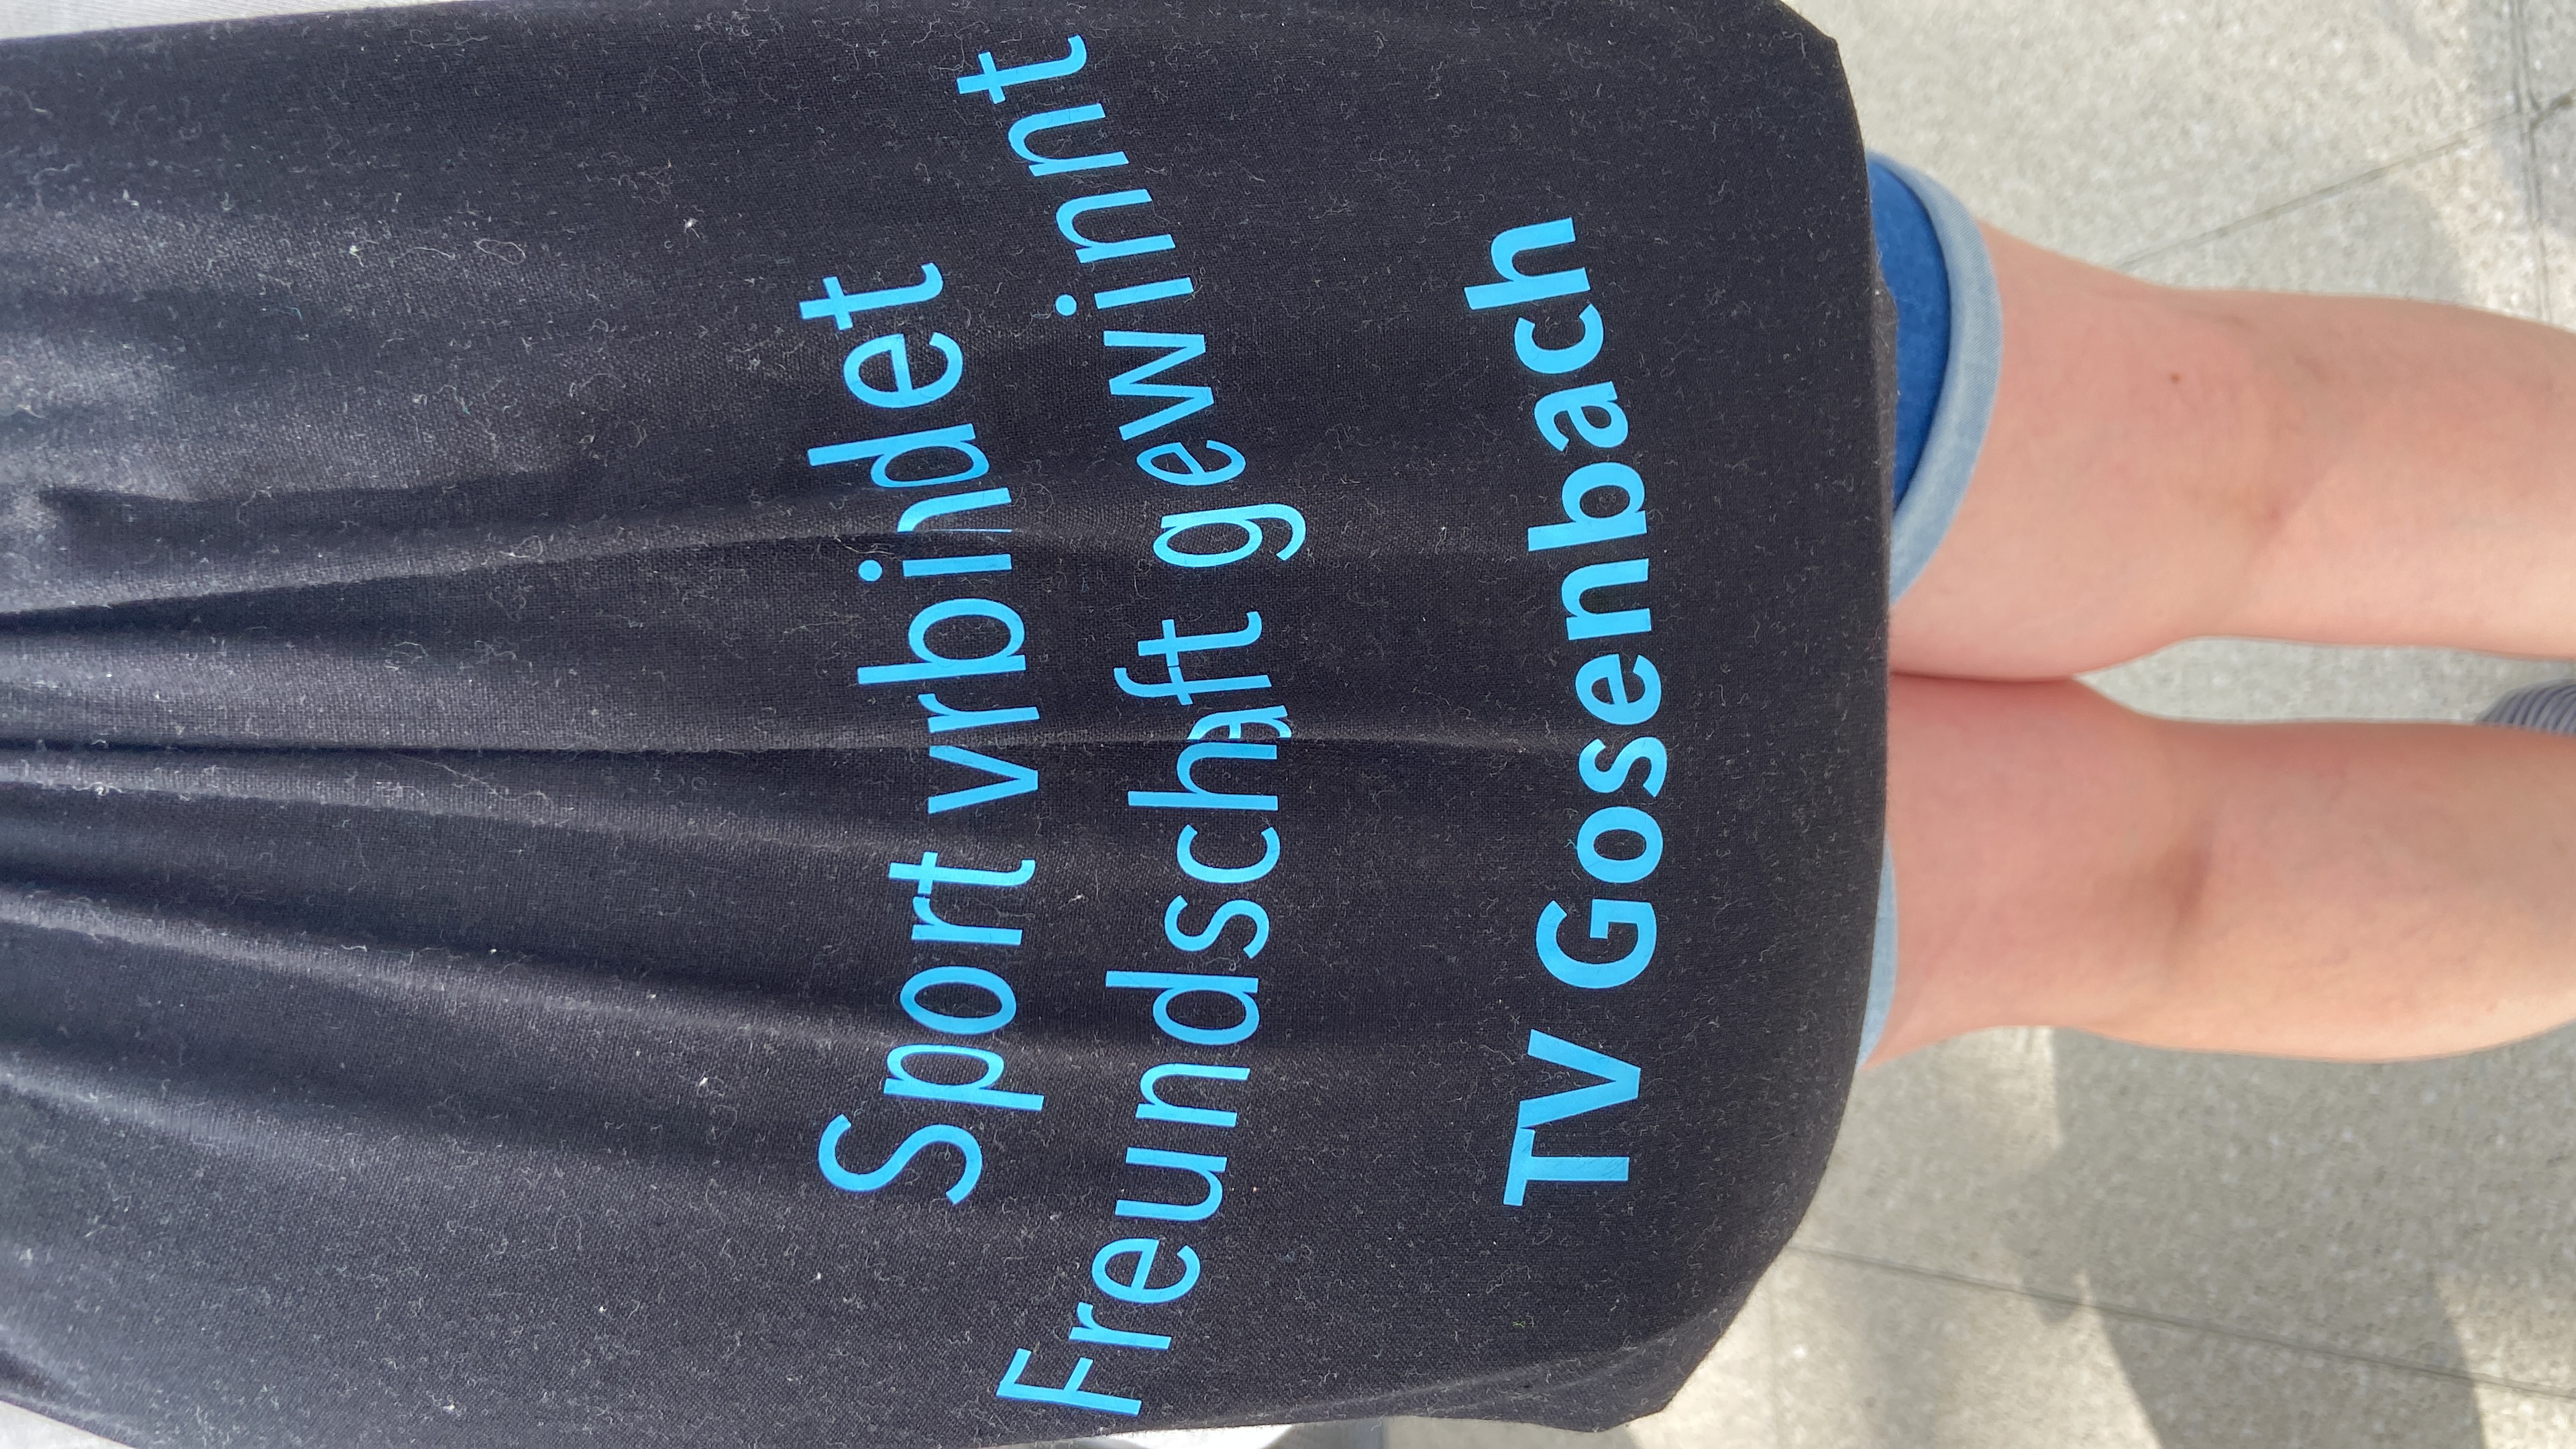 Sport vrbindet
Freundschaft gewinnt
TV Gosenbach